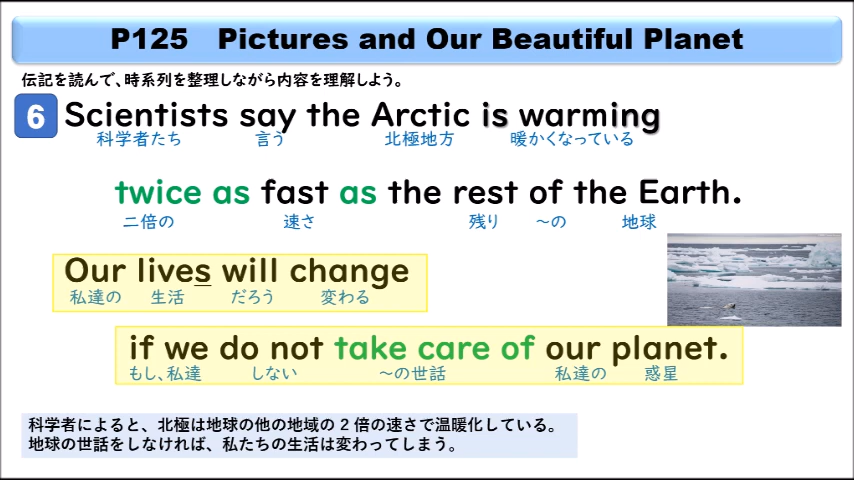 P125 Pictures and Our Beautiful Planet
伝記を読んで、時系列を整理しながら内容を理解しよう。
6 Scientists say the Arctic is warming
科学者たち 言う 北極地方 暖かくなっている
twice as fast as the rest of the Earth.
二倍の 速さ 残り ～の 地球
Our lives will change
私達の 生活 だろう 変わる
if we do not take care of our planet.
もし、私達 しない ～の世話 私達の 惑星
科学者によると、北極は地球の他の地域の２倍の速さで温暖化している。
地球の世話をしなければ、私たちの生活は変わってしまう。